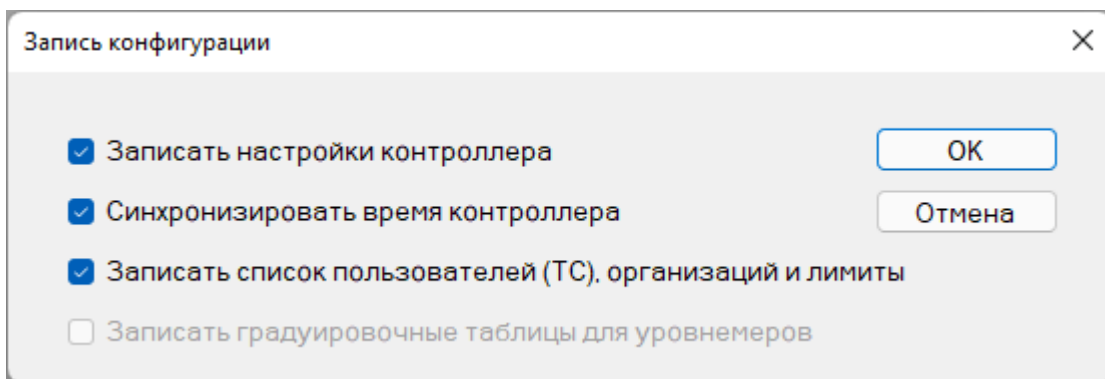 Запись конфигурации
Записать настройки контроллера
OK
Синхронизировать время контроллера
Отмена
Записать список пользователей (ТС), организаций и лимиты
Записать градуировочные таблицы для уровнемеров